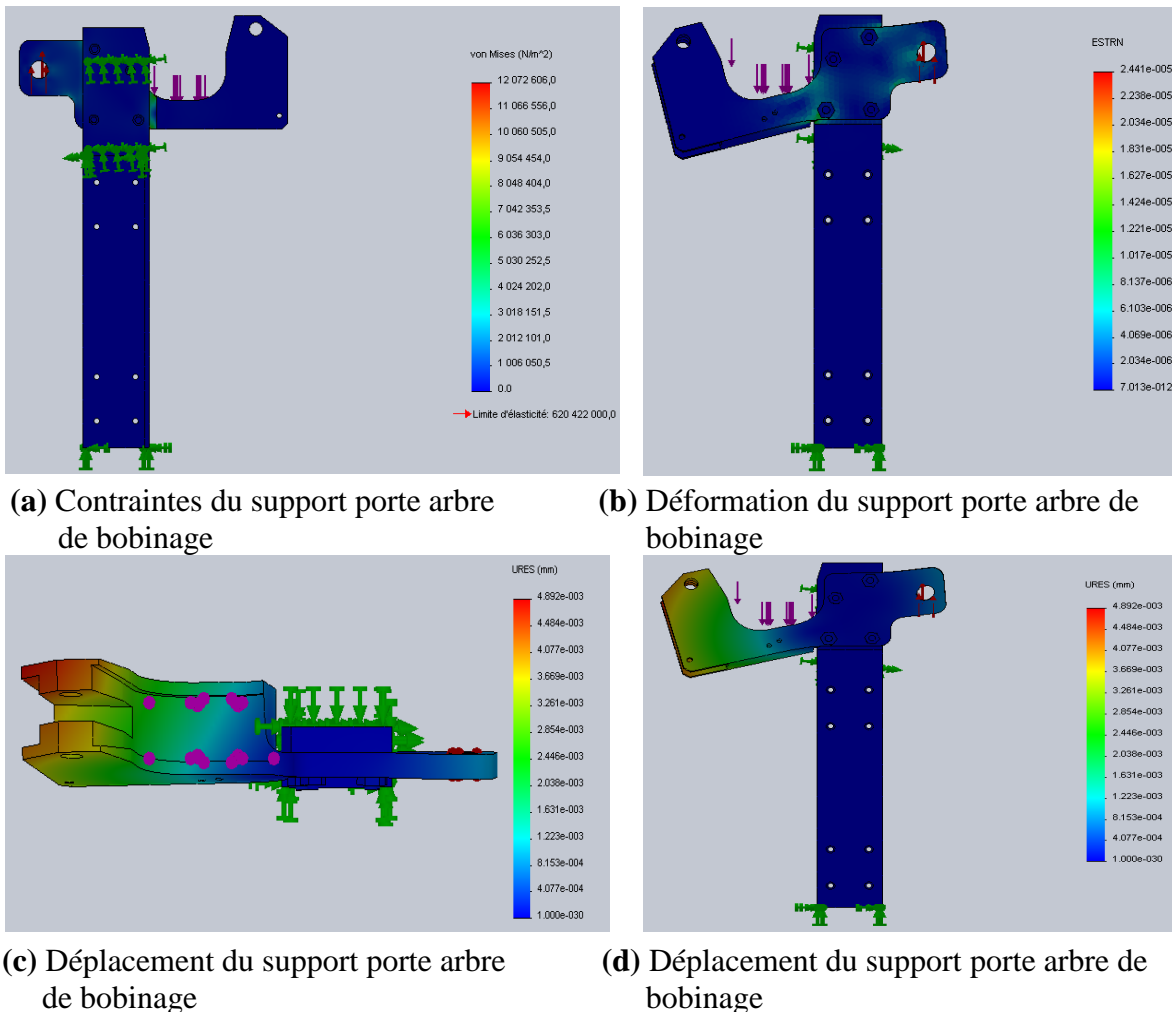 von Mises (N/m^2)
12 072 606,0
11 066 556,0
10 060 505,0
9 054 454,0
8 048 404,0
7 042 353,5
6 036 303,0
5 030 252,5
4 024 202,0
3 018 151,5
2 012 101,0
1 006 050,5
0.0
Limite d'élasticité: 620 422 000,0
ESTRN
2.441e-005
2.238e-005
2.034e-005
1.831e-005
1.627e-005
1.424e-005
1.221e-005
1.017e-005
8.137e-006
6.103e-006
4.069e-006
2.034e-006
7.013e-012
(a) Contraintes du support porte arbre
de bobinage
(b) Déformation du support porte arbre de
bobinage
URES (mm)
4.892e-003
4.484e-003
4.077e-003
3.669e-003
3.261e-003
2.854e-003
2.446e-003
2.038e-003
1.631e-003
1.223e-003
8.153e-004
4.077e-004
1.000e-030
URES (mm)
4.892e-003
4.484e-003
4.077e-003
3.669e-003
3.261e-003
2.854e-003
2.446e-003
2.038e-003
1.631e-003
1.223e-003
8.153e-004
4.077e-004
1.000e-030
(c) Déplacement du support porte arbre
de bobinage
(d) Déplacement du support porte arbre de
bobinage